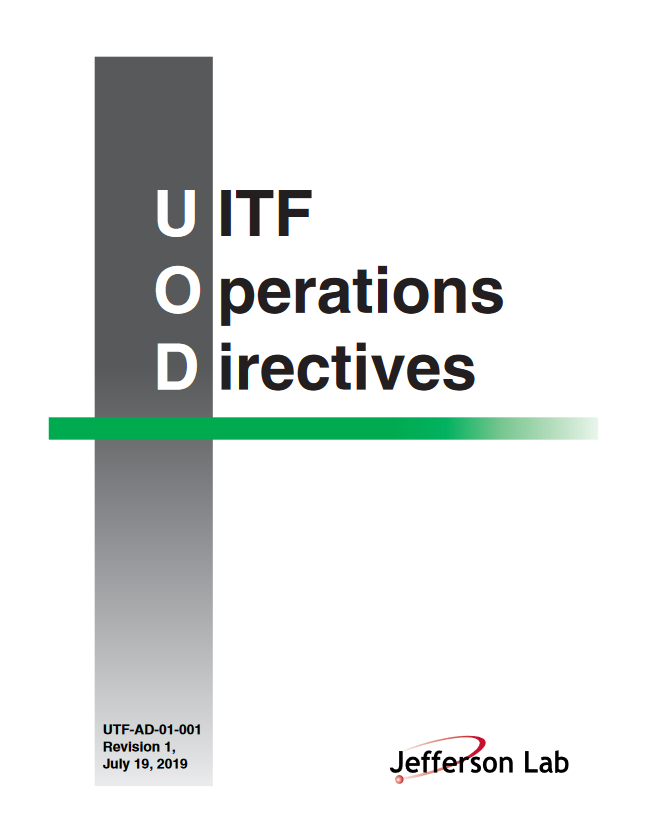 UITF
Operations
Directives
UTF-AD-01-001
Revision 1,
July 19, 2019
Jefferson Lab